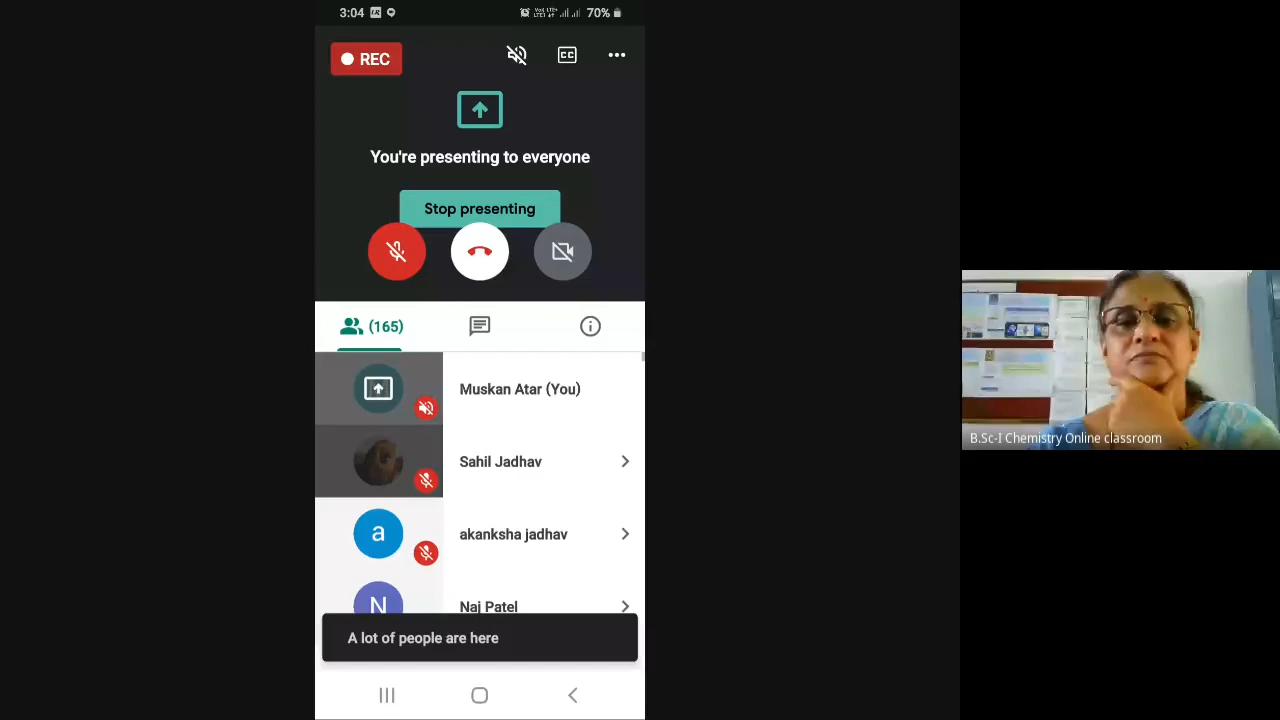 3:04
70%
REC
CC
You're presenting to everyone
Stop presenting
(165)
Muskan Atar (You)
Sahil Jadhav
a
akanksha jadhav
N
Naj Patel
A lot of people are here
B.Sc-I Chemistry Online classroom